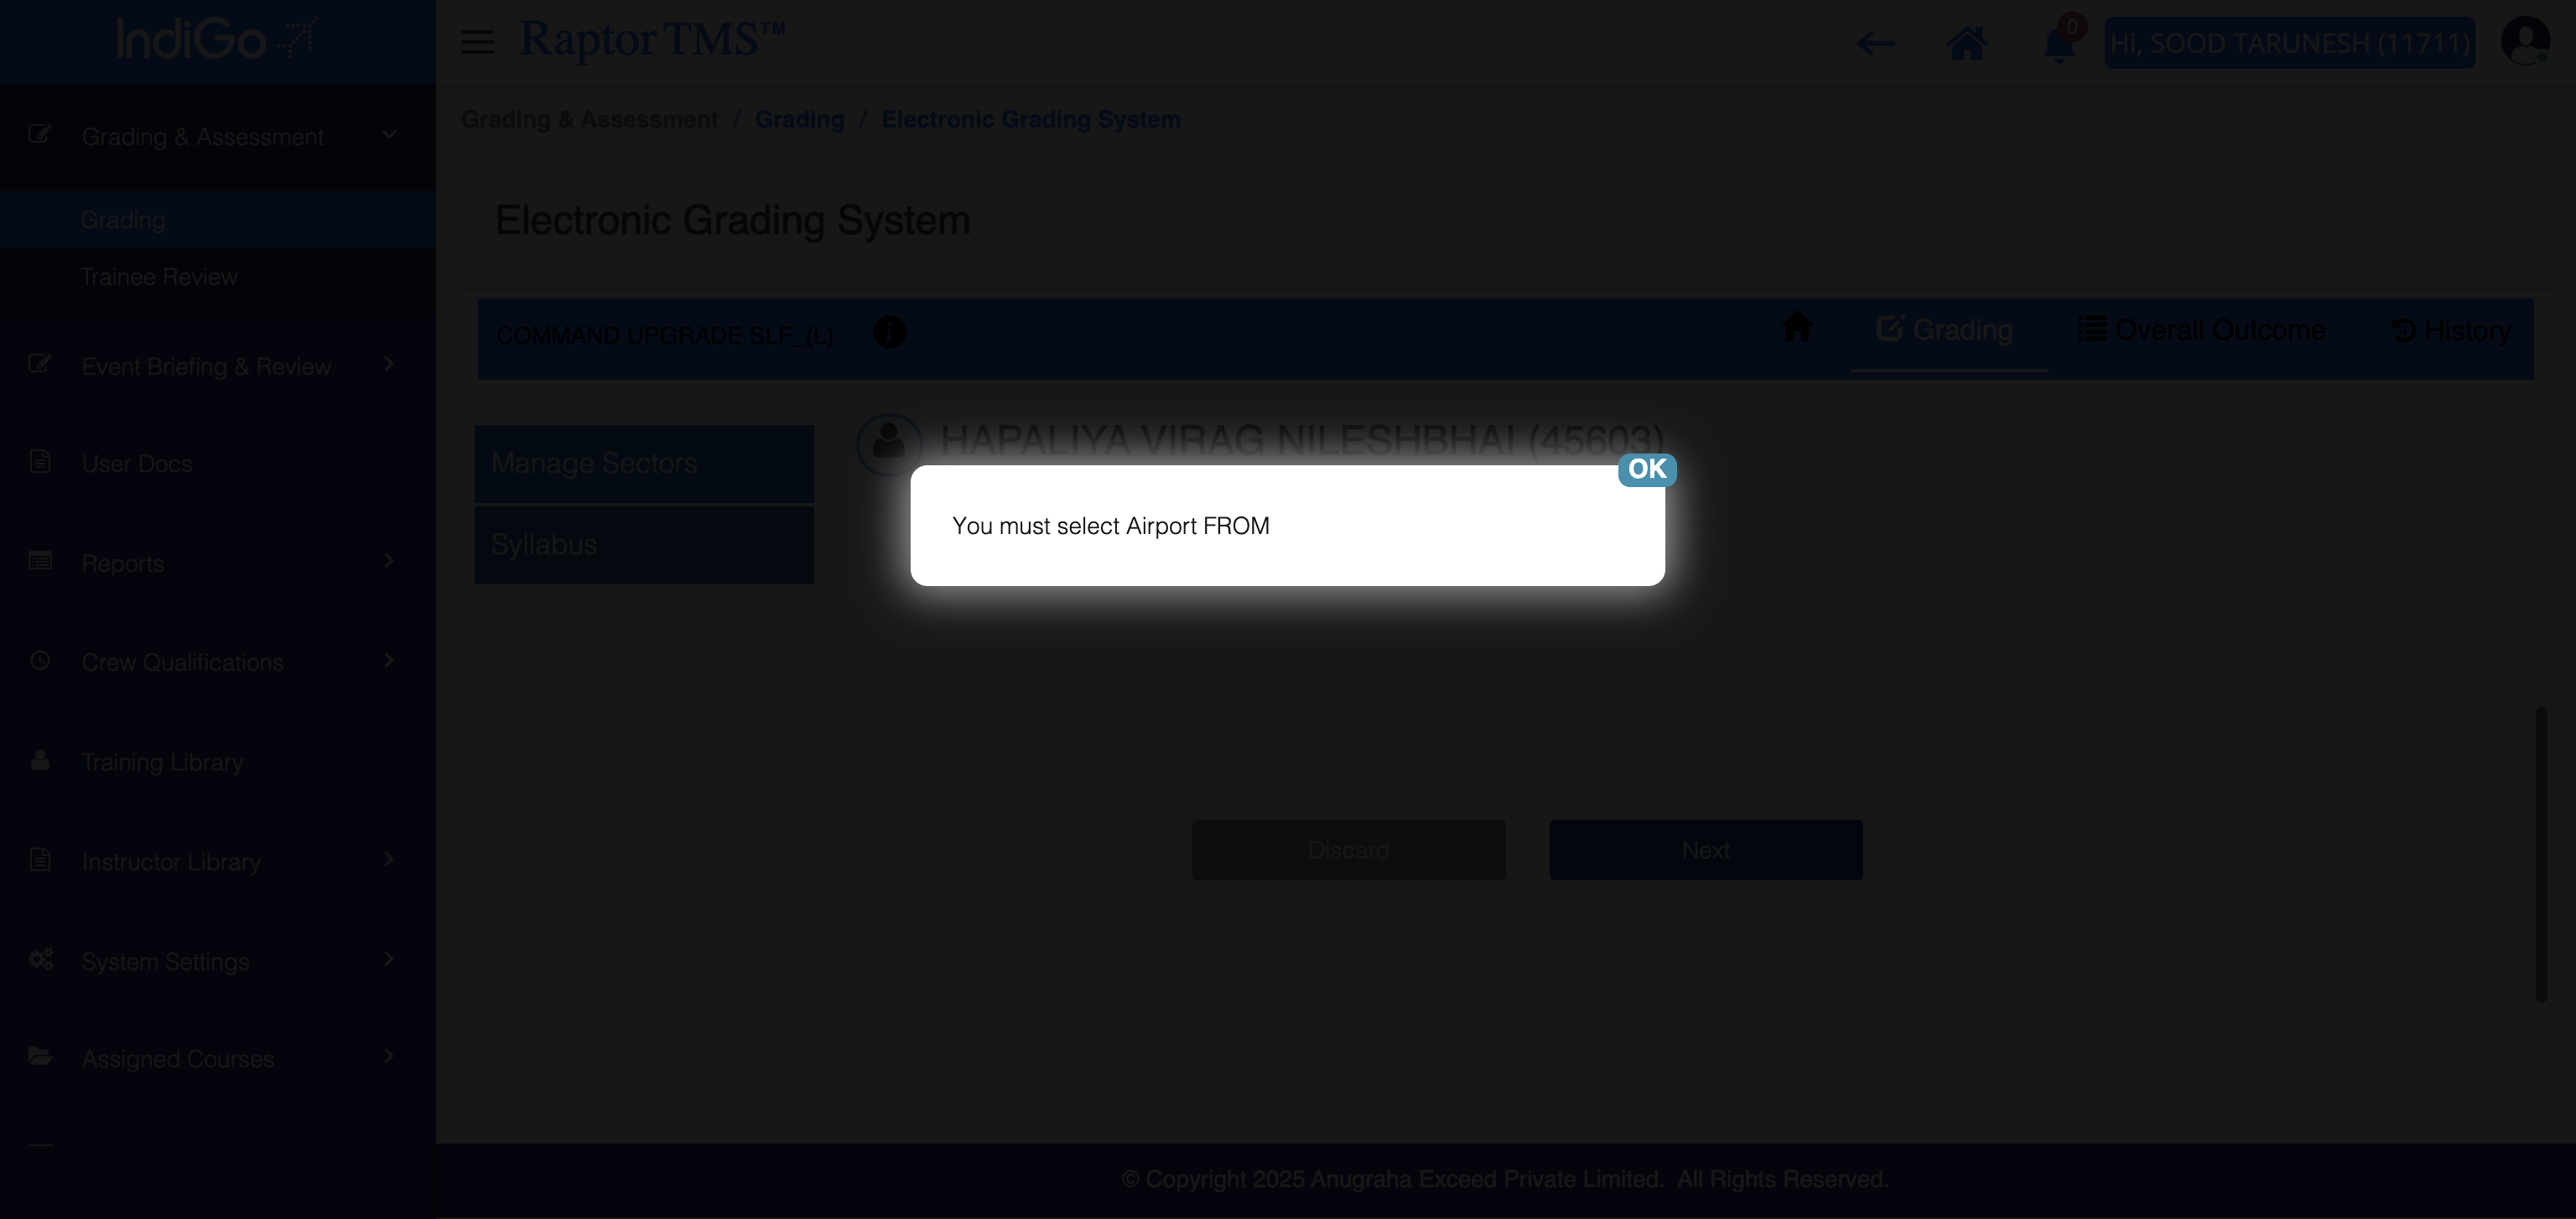 IndiGo
Raptor TMS™
0
Hi, SOOD TARUNESH (11711)
Grading & Assessment
Grading
Trainee Review
Event Briefing & Review
User Docs
Reports
Crew Qualifications
Training Library
Instructor Library
System Settings
Assigned Courses
Grading & Assessment / Grading / Electronic Grading System
Electronic Grading System
COMMAND UPGRADE SLF_(L) i
Grading
Overall Outcome
History
Manage Sectors
Syllabus
HAPALIYA VIRAG NILESHBHAI (45603)
OK
You must select Airport FROM
Discard
Next
© Copyright 2025 Anugraha Exceed Private Limited. All Rights Reserved.